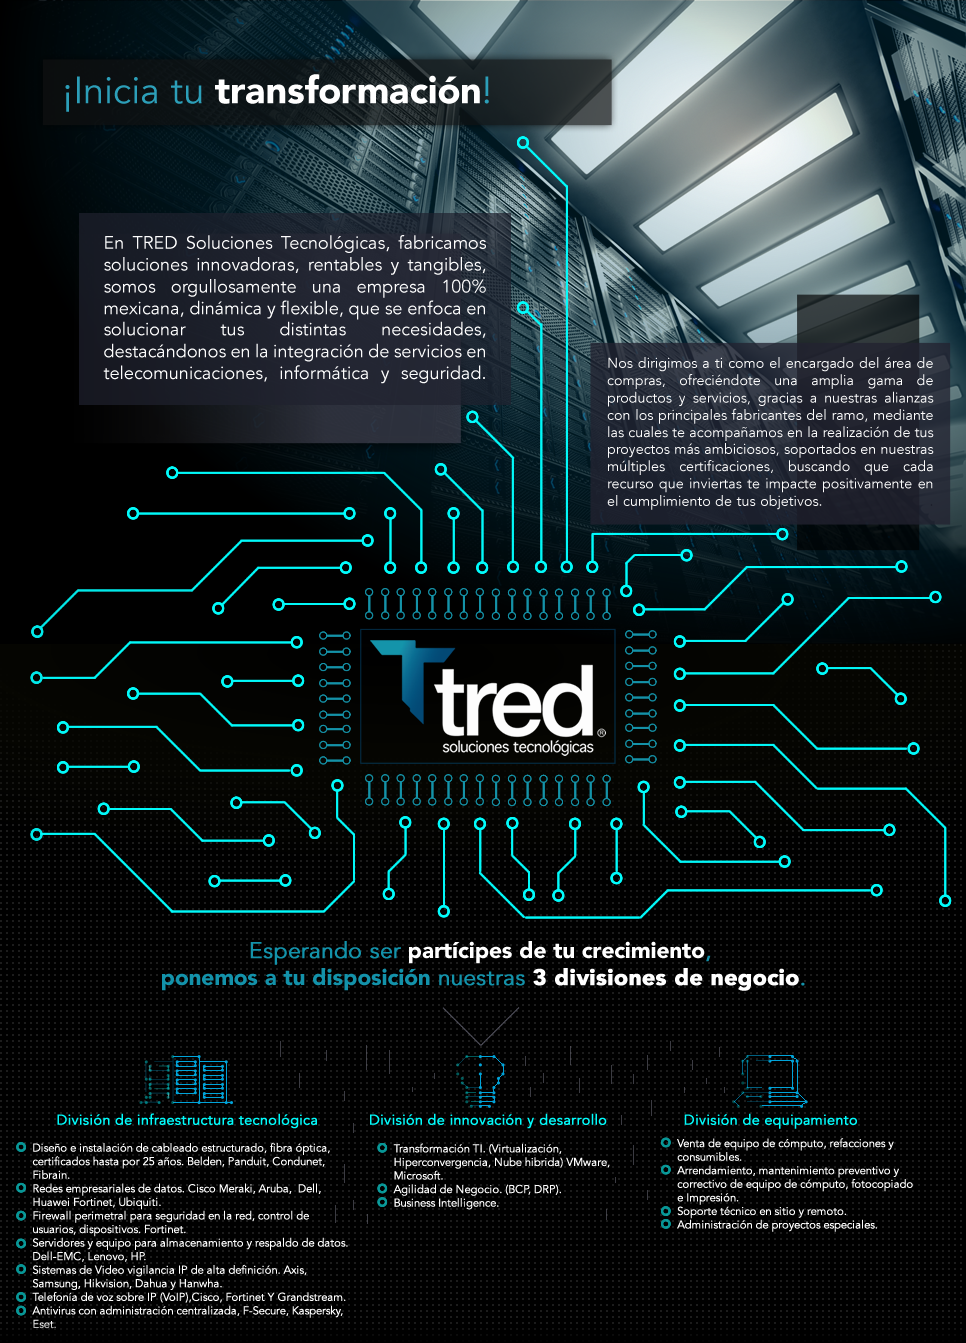 ¡Inicia tu transformación!
En TRED Soluciones Tecnológicas, fabricamos
soluciones innovadoras, rentables y tangibles,
somos orgullosamente una empresa 100%
mexicana, dinámica y flexible, que se enfoca en
solucionar tus distintas necesidades,
destacándonos en la integración de servicios en
telecomunicaciones, informática y seguridad.
Nos dirigimos a ti como el encargado del área de
compras, ofreciéndote una amplia gama de
productos y servicios, gracias a nuestras alianzas
con los principales fabricantes del ramo, mediante
las cuales te acompañamos en la realización de tus
proyectos más ambiciosos, soportados en nuestras
múltiples certificaciones, buscando que cada
recurso que inviertas te impacte positivamente en
el cumplimiento de tus objetivos.
tred®
soluciones tecnológicas
Esperando ser partícipes de tu crecimiento,
ponemos a tu disposición nuestras 3 divisiones de negocio.
División de infraestructura tecnológica
Diseño e instalación de cableado estructurado, fibra óptica,
certificados hasta por 25 años. Belden, Panduit, Condunet,
Fibrain.
Redes empresariales de datos. Cisco Meraki, Aruba, Dell,
Huawei Fortinet, Ubiquiti.
Firewall perimetral para seguridad en la red, control de
usuarios, dispositivos. Fortinet.
Servidores y equipo para almacenamiento y respaldo de datos.
Dell-EMC, Lenovo, HP.
Sistemas de Video vigilancia IP de alta definición. Axis,
Samsung, Hikvision, Dahua y Hanwha.
Telefonía de voz sobre IP (VoIP),Cisco, Fortinet Y Grandstream.
Antivirus con administración centralizada, F-Secure, Kaspersky,
Eset.
División de innovación y desarrollo
Transformación TI. (Virtualización,
Hiperconvergencia, Nube hibrida) VMware,
Microsoft.
Agilidad de Negocio. (BCP, DRP).
Business Intelligence.
División de equipamiento
Venta de equipo de cómputo, refacciones y
consumibles.
Arrendamiento, mantenimiento preventivo y
correctivo de equipo de cómputo, fotocopiado
e Impresión.
Soporte técnico en sitio y remoto.
Administración de proyectos especiales.